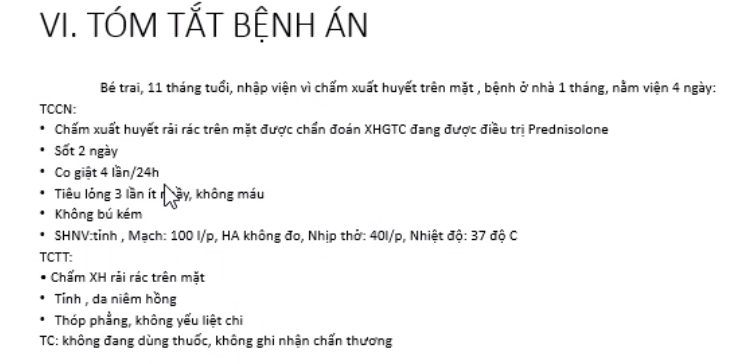 VI. TÓM TẮT BỆNH ÁN
Bé trai, 11 tháng tuổi, nhập viện vì chấm xuất huyết trên mặt , bệnh ở nhà 1 tháng, nằm viện 4 ngày:
TCCN:
• Chấm xuất huyết rải rác trên mặt được chẩn đoán XHGTC đang được điều trị Prednisolone
• Sốt 2 ngày
• Co giật 4 lần/24h
• Tiêu lỏng 3 lần ít không máu
• Không bú kém
• SHNV:tỉnh , Mạch: 100 l/p, HA không đo, Nhịp thở: 40l/p, Nhiệt độ: 37 độ C
TCTT:
• Chấm XH rải rác trên mặt
• Tỉnh , da niêm hồng
• Thóp phẳng, không yếu liệt chi
TC: không đang dùng thuốc, không ghi nhận chấn thương